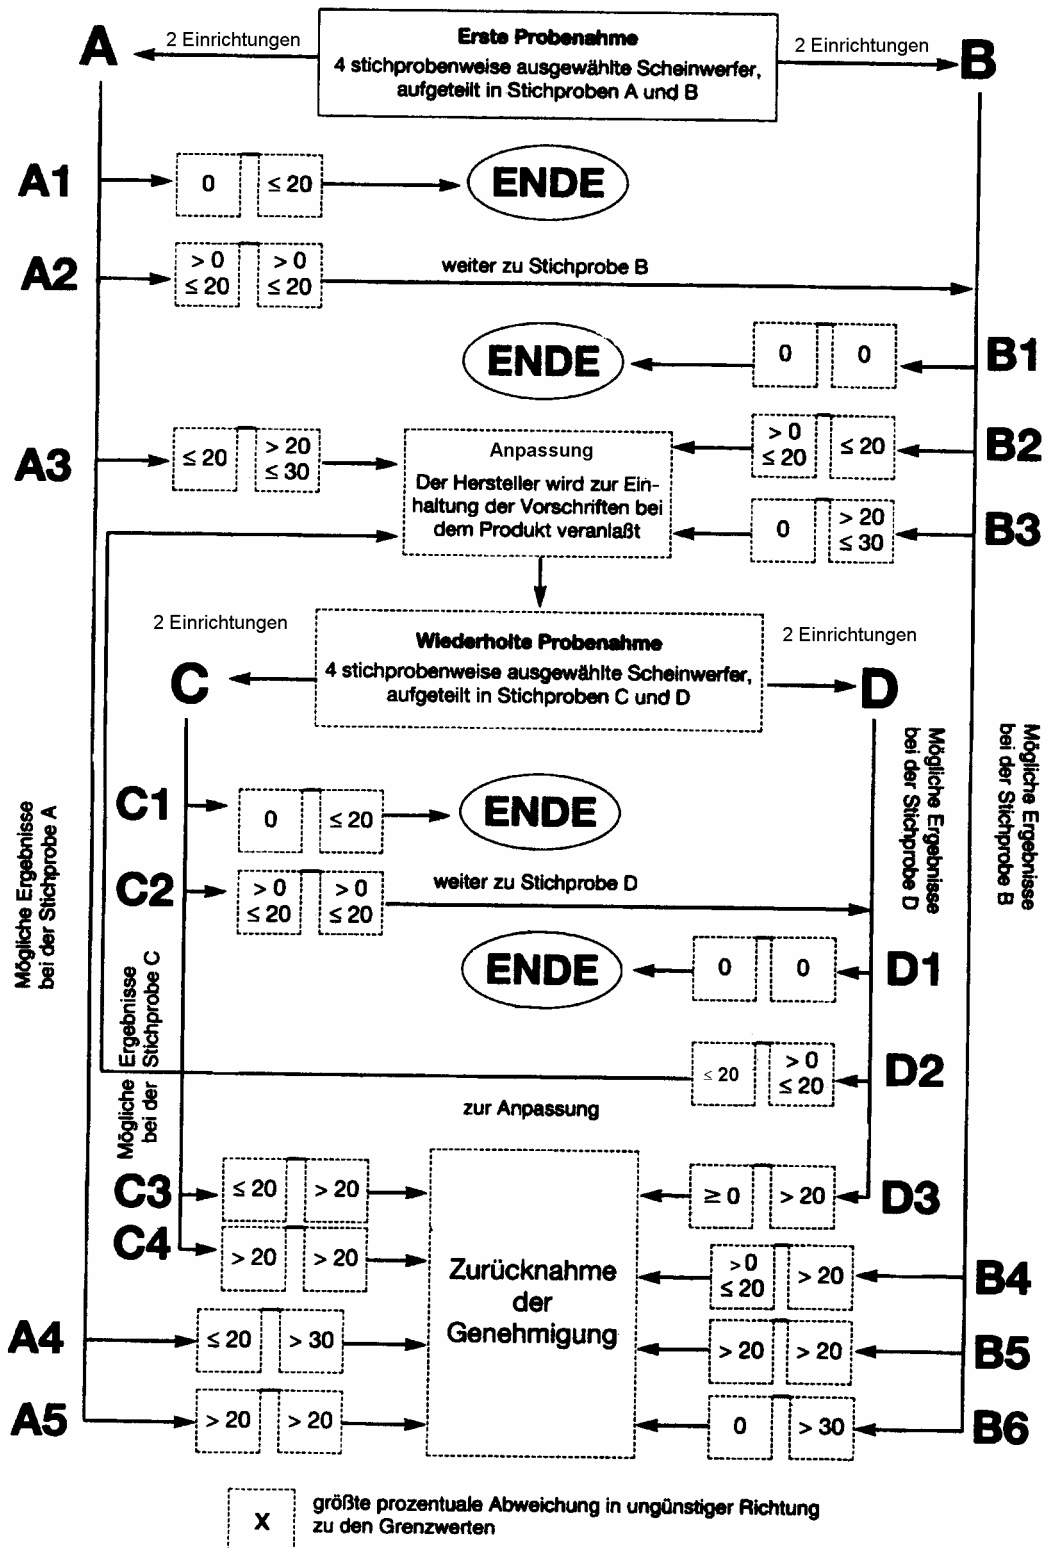 A
2 Einrichtungen
Erste Probenahme
4 stichprobenweise ausgewählte Scheinwerfer,
aufgeteilt in Stichproben A und B
2 Einrichtungen
B
A1
0
≤ 20
ENDE
A2
> 0
≤ 20
> 0
≤ 20
weiter zu Stichprobe B
ENDE
0
0
B1
A3
≤ 20
> 20
≤ 30
Anpassung
Der Hersteller wird zur Ein-
haltung der Vorschriften bei
dem Produkt veranlaßt
> 0
≤ 20
≤ 20
B2
0
> 20
≤ 30
B3
2 Einrichtungen
Wiederholte Probenahme
4 stichprobenweise ausgewählte Scheinwerfer,
aufgeteilt in Stichproben C und D
2 Einrichtungen
C
D
Mögliche Ergebnisse
bei der Stichprobe A
Mögliche Ergebnisse
bei der Stichprobe C
Mögliche Ergebnisse
bei der Stichprobe D
Mögliche Ergebnisse
bei der Stichprobe B
C1
0
≤ 20
ENDE
C2
> 0
≤ 20
> 0
≤ 20
weiter zu Stichprobe D
ENDE
0
0
D1
≤ 20
> 0
≤ 20
D2
zur Anpassung
C3
≤ 20
> 20
Zurücknahme
der
Genehmigung
≥ 0
> 20
D3
C4
> 20
> 20
>0
≤ 20
> 20
B4
A4
≤ 20
> 30
> 20
> 20
B5
A5
> 20
> 20
0
> 30
B6
X
größte prozentuale Abweichung in ungünstiger Richtung
zu den Grenzwerten